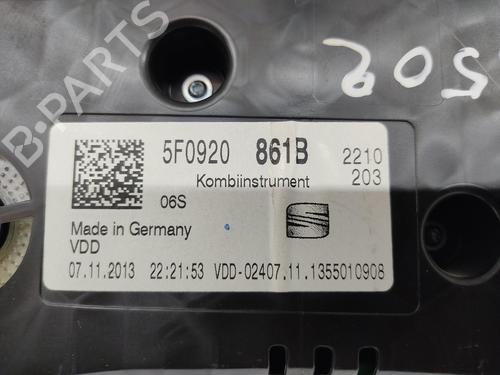 B-PARTS
502
5F0920 861B 2210
Kombiinstrument 203
06S
Made in Germany
VDD
07.11.2013 22:21:53 VDD-02407.11.1355010908